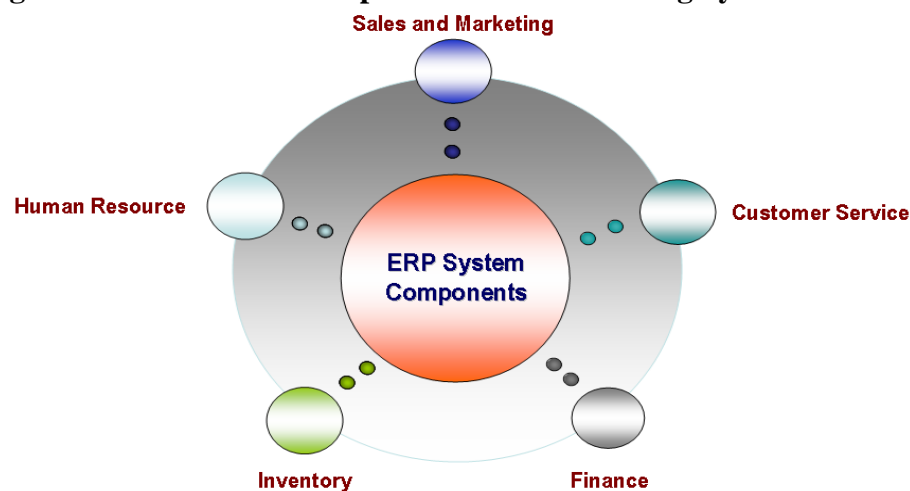 Sales and Marketing
Human Resource
Customer Service
ERP System
Components
Inventory
Finance